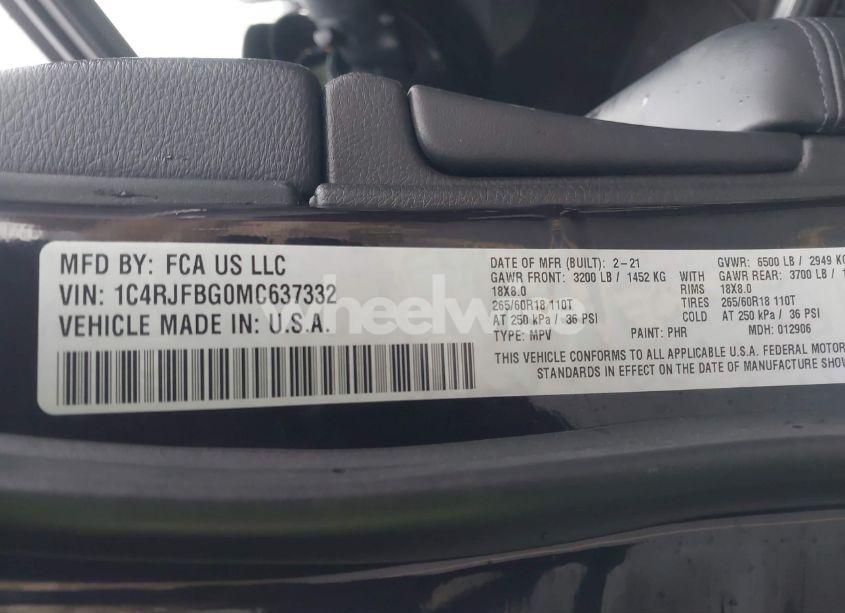 MFD BY: FCA US LLC
VIN: 1C4RJFBG0MC637332
VEHICLE MADE IN: U.S.A.
DATE OF MFR (BUILT): 2-21 GVWR: 6500 LB / 2949 KG
GAWR FRONT: 3200 LB / 1452 KG WITH GAWR REAR: 3700 LB / 1
18X8.0 RIMS 18X8.0
265/60R18 110T TIRES 265/60R18 110T
AT 250 kPa / 36 PSI COLD AT 250 kPa / 36 PSI
TYPE: MPV PAINT: PHR MDH: 012906
THIS VEHICLE CONFORMS TO ALL APPLICABLE U.S.A. FEDERAL MOTOR
STANDARDS IN EFFECT ON THE DATE OF MANUFACTURE SHOW